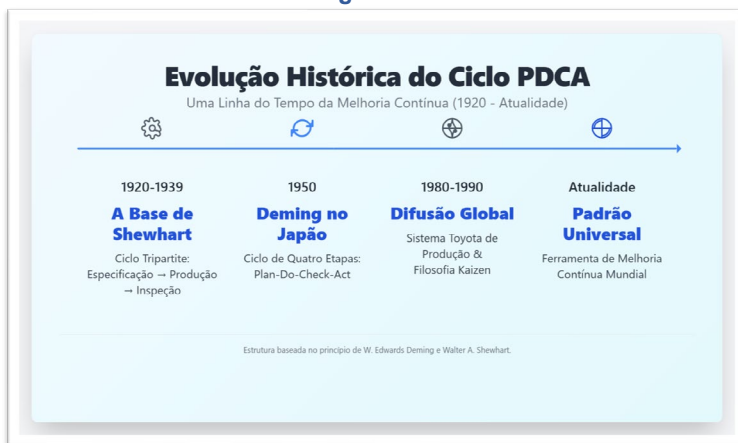 Evolução Histórica do Ciclo PDCA
Uma Linha do Tempo da Melhoria Contínua (1920 - Atualidade)
1920-1939
A Base de
Shewhart
Ciclo Tripartite:
Especificação → Produção
→ Inspeção
1950
Deming no
Japão
Ciclo de Quatro Etapas:
Plan-Do-Check-Act
1980-1990
Difusão Global
Sistema Toyota de
Produção &
Filosofia Kaizen
Atualidade
Padrão
Universal
Ferramenta de Melhoria
Contínua Mundial
Estrutura baseada no princípio de W. Edwards Deming e Walter A. Shewhart.